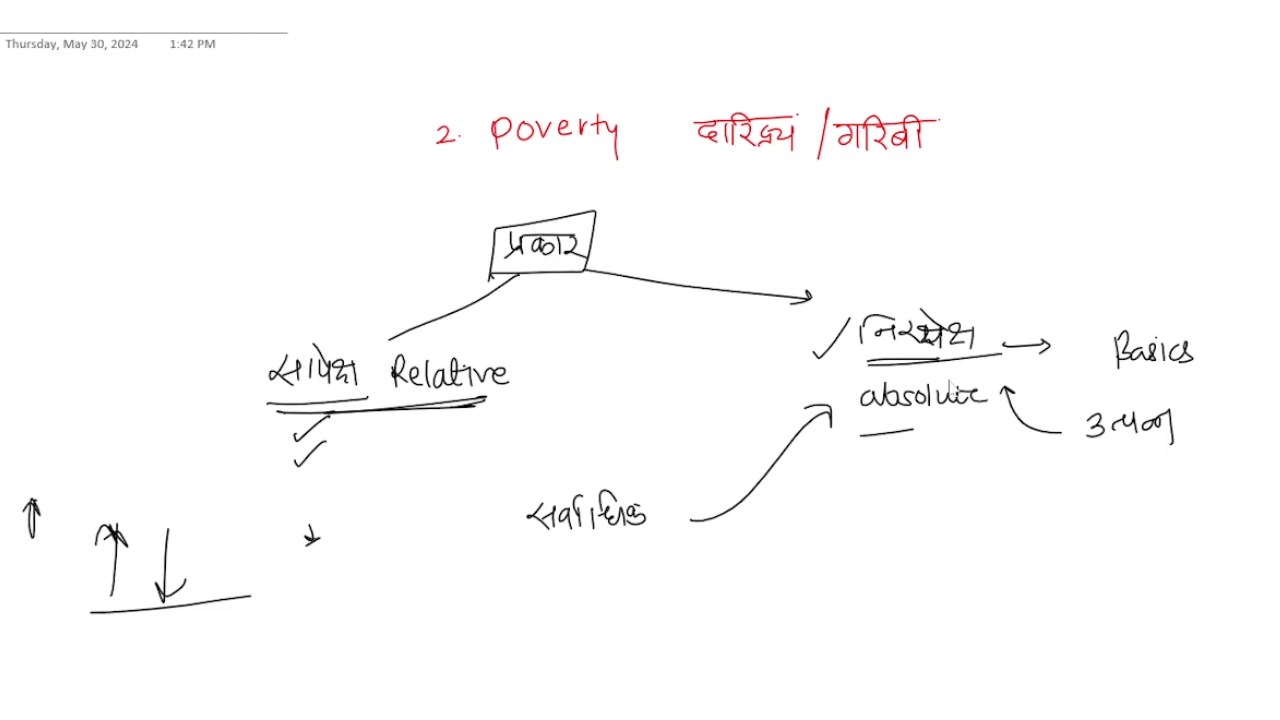 Thursday, May 30, 2024 1:42 PM
2. Poverty दारिद्र्य / गरिबी
प्रकार
सापेक्ष Relative
निरपेक्ष
Basics
absolute
उत्पन्न
सर्वाधिक